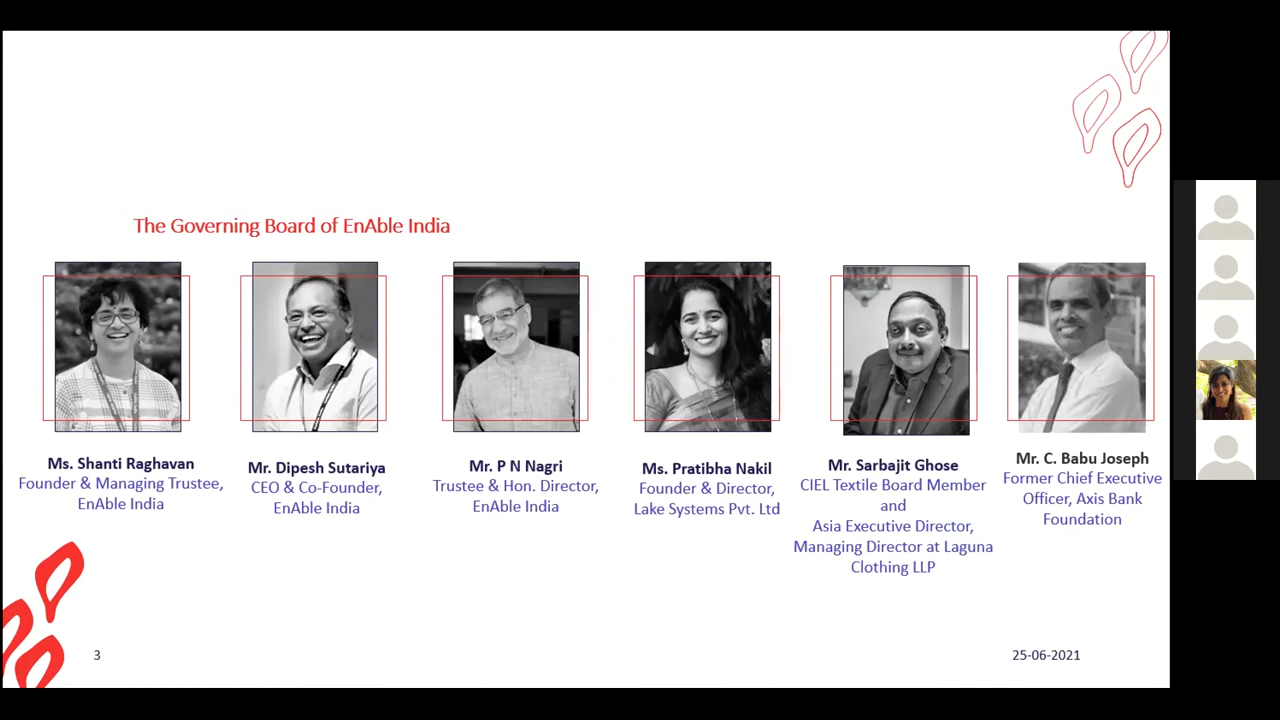 The Governing Board of EnAble India
Ms. Shanti Raghavan
Founder & Managing Trustee,
EnAble India
Mr. Dipesh Sutariya
CEO & Co-Founder,
EnAble India
Mr. P N Nagri
Trustee & Hon. Director,
EnAble India
Ms. Pratibha Nakil
Founder & Director,
Lake Systems Pvt. Ltd
Mr. Sarbajit Ghose
CIEL Textile Board Member
and
Asia Executive Director,
Managing Director at Laguna
Clothing LLP
Mr. C. Babu Joseph
Former Chief Executive
Officer, Axis Bank
Foundation
3
25-06-2021